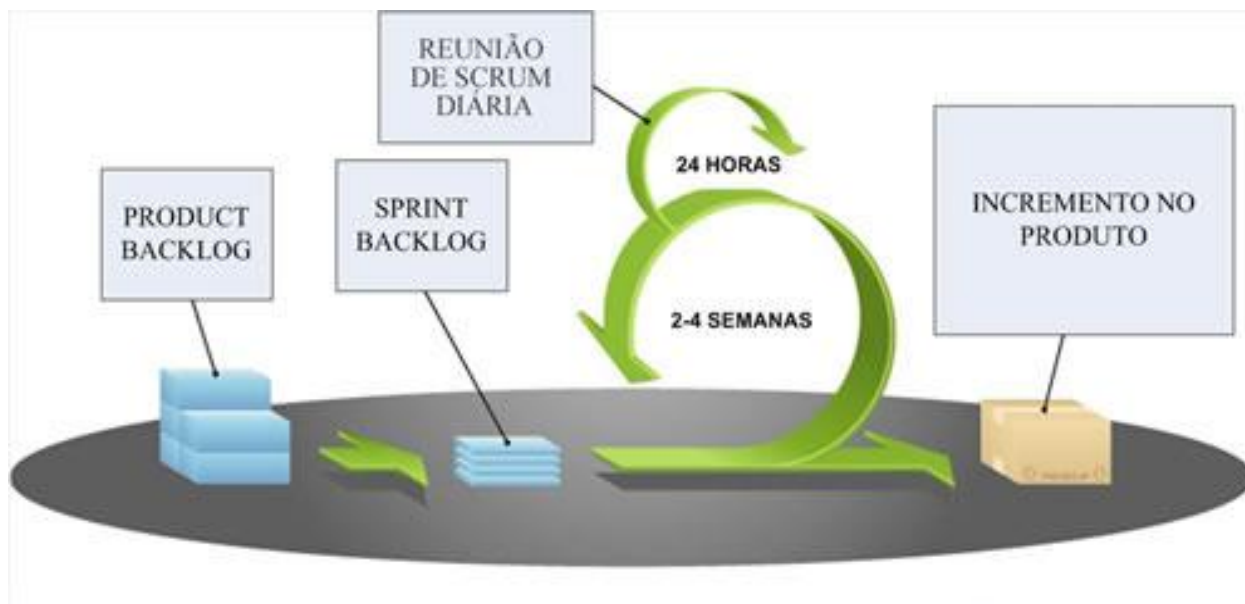 REUNIÃO
DE SCRUM
DIÁRIA
24 HORAS
PRODUCT
BACKLOG
SPRINT
BACKLOG
2-4 SEMANAS
INCREMENTO NO
PRODUTO